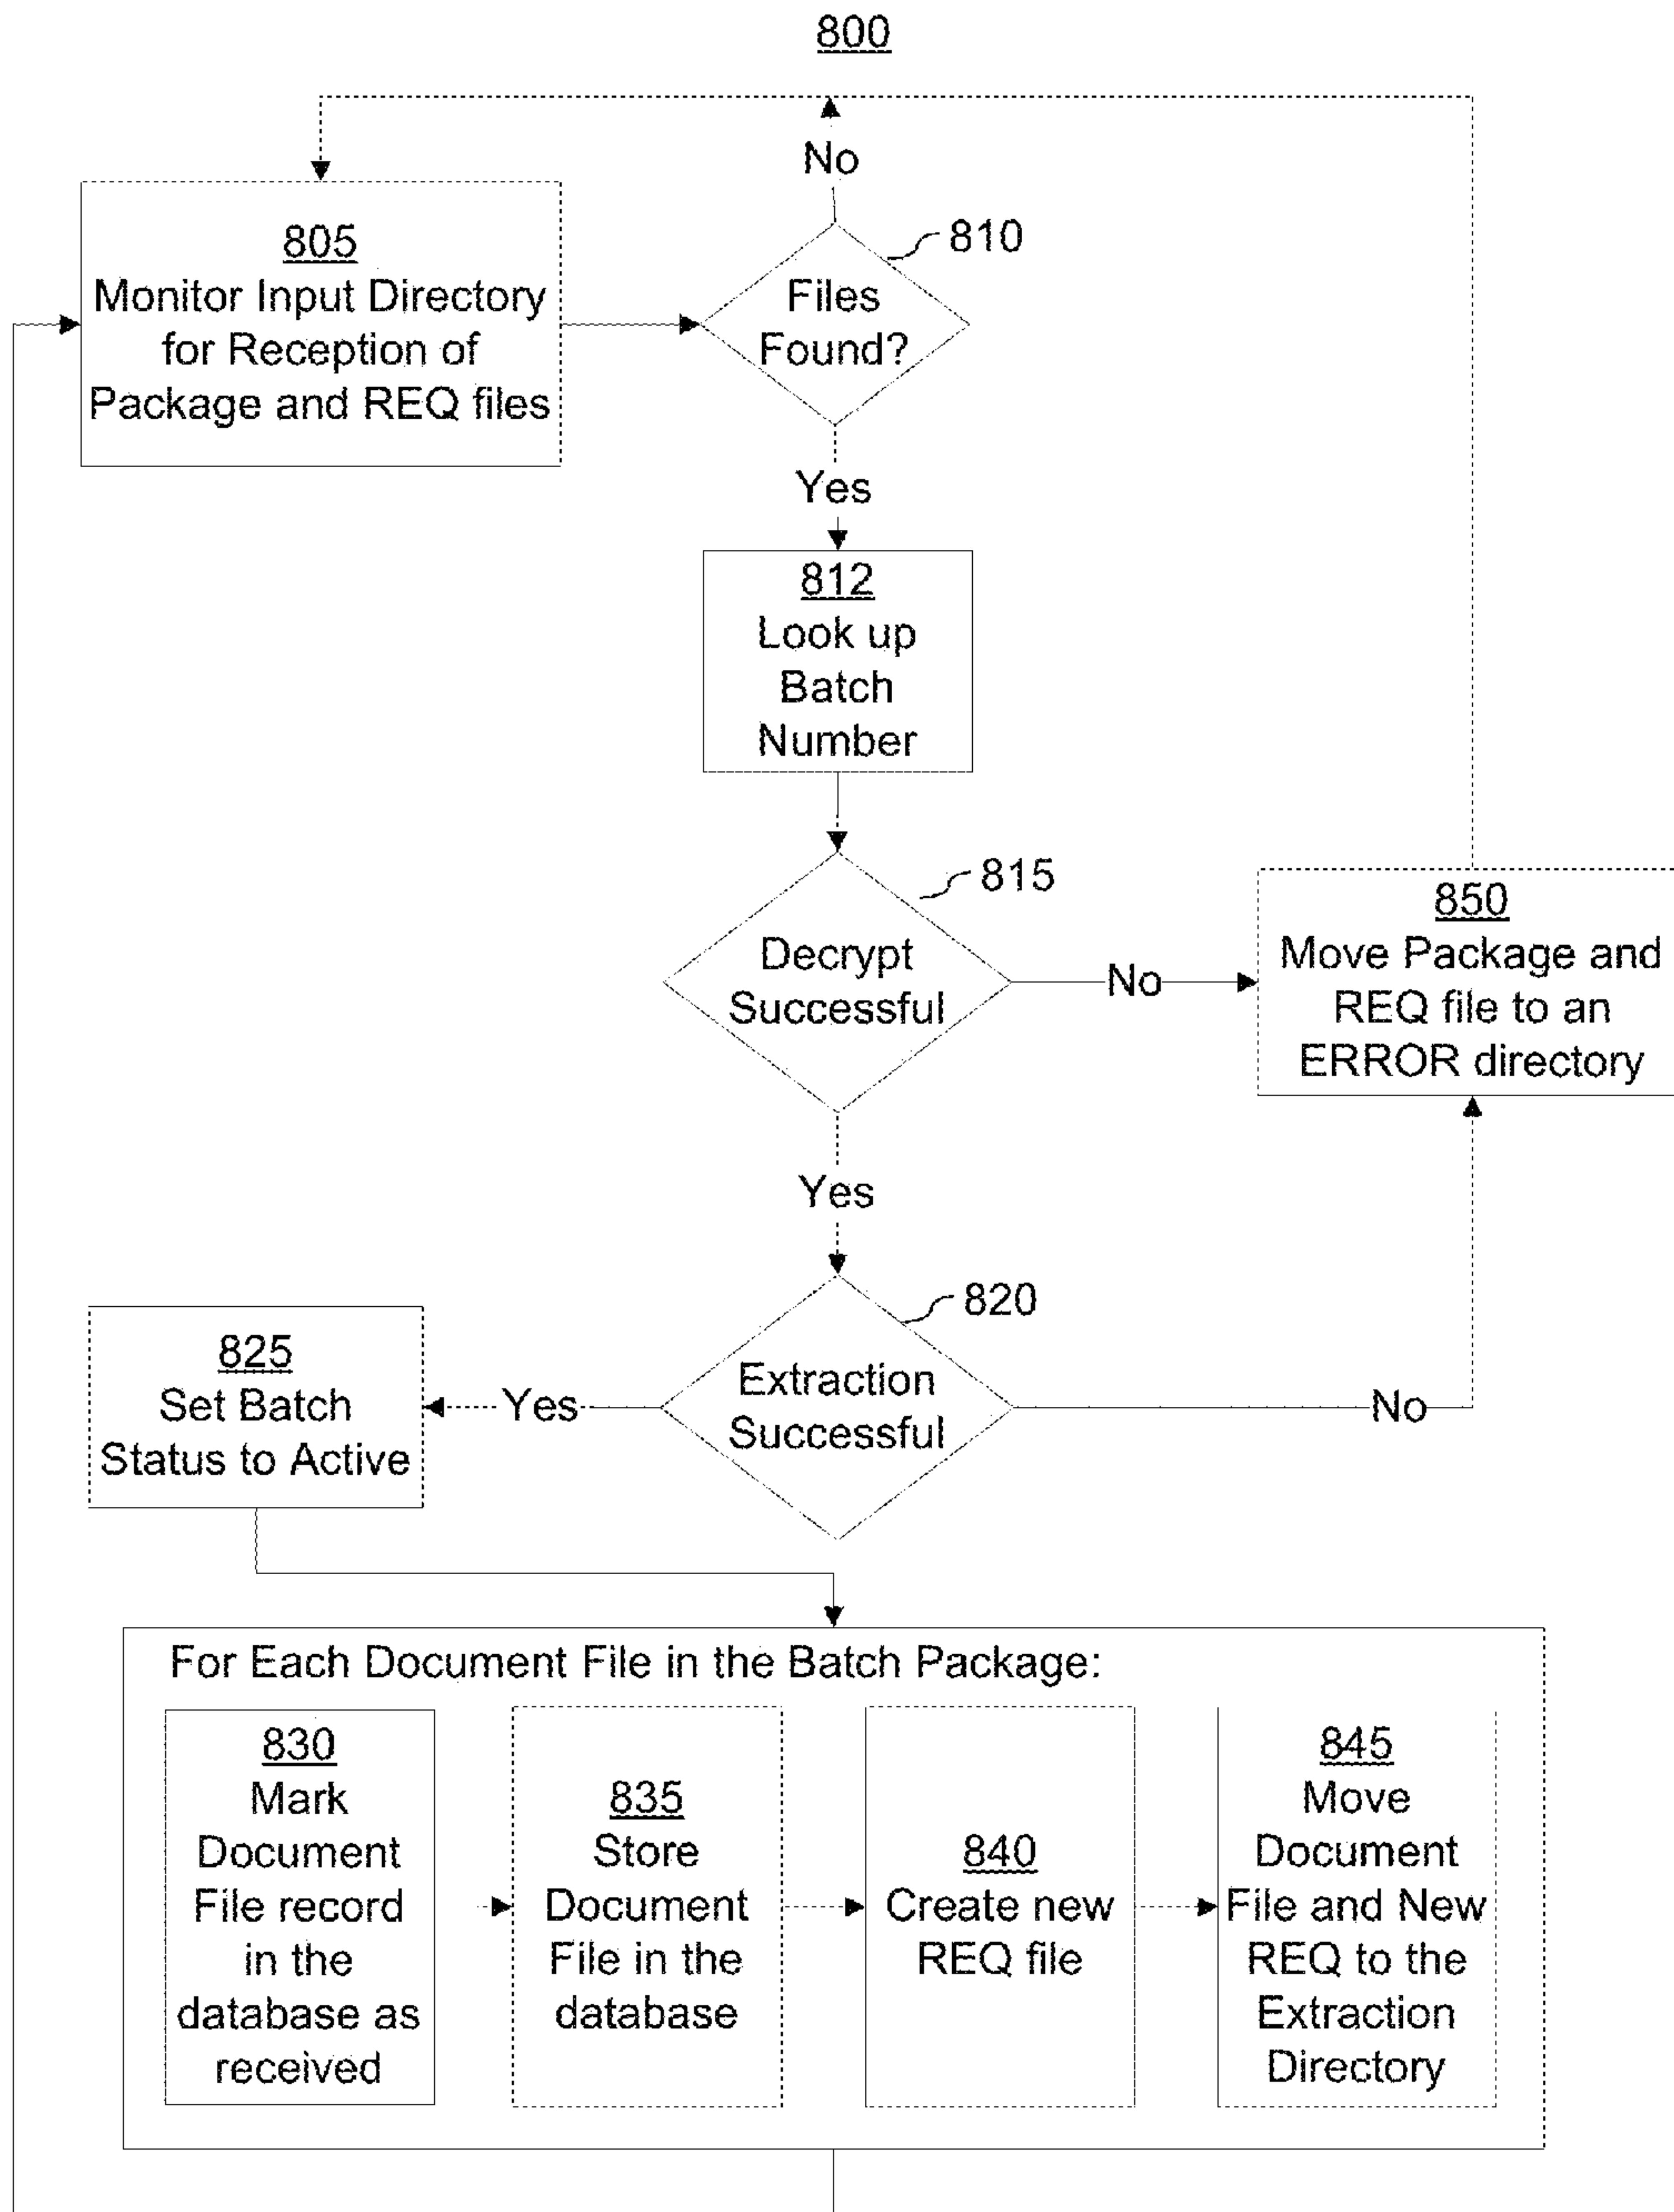 800
No
805
Monitor Input Directory
for Reception of
Package and REQ files
810
Files
Found?
Yes
812
Look up
Batch
Number
815
Decrypt
Successful
No
850
Move Package and
REQ file to an
ERROR directory
Yes
820
Extraction
Successful
Yes
No
825
Set Batch
Status to Active
For Each Document File in the Batch Package:
830
Mark
Document
File record
in the
database as
received
835
Store
Document
File in the
database
840
Create new
REQ file
845
Move
Document
File and New
REQ to the
Extraction
Directory